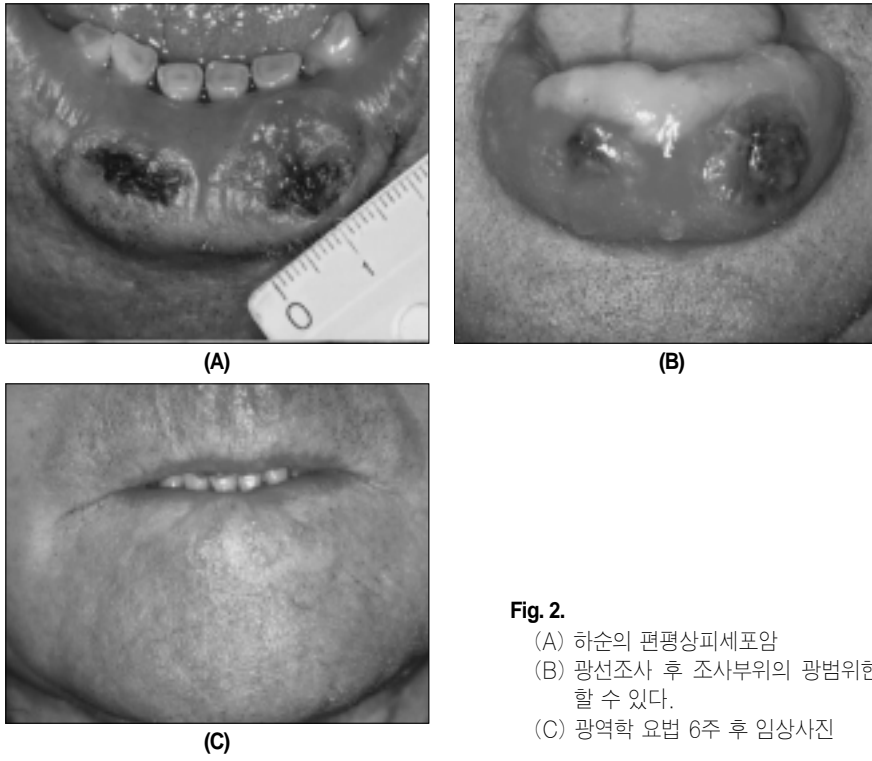 0
1
(A)
(B)
(C)
Fig. 2.
(A) 하순의 편평상피세포암
(B) 광선조사 후 조사부위의 광범위한
할 수 있다.
(C) 광역학 요법 6주 후 임상사진